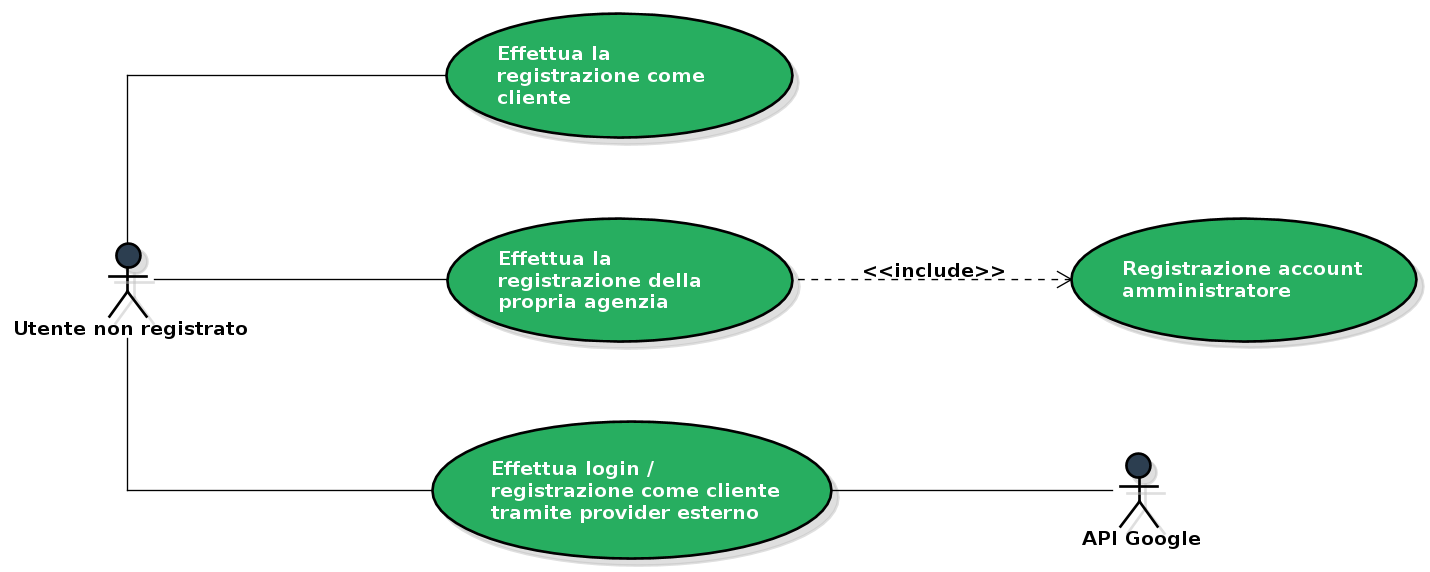 Effettua la
registrazione come
cliente
Effettua la
registrazione della
propria agenzia
<<include>>
Registrazione account
amministratore
Utente non registrato
Effettua login /
registrazione come cliente
tramite provider esterno
API Google